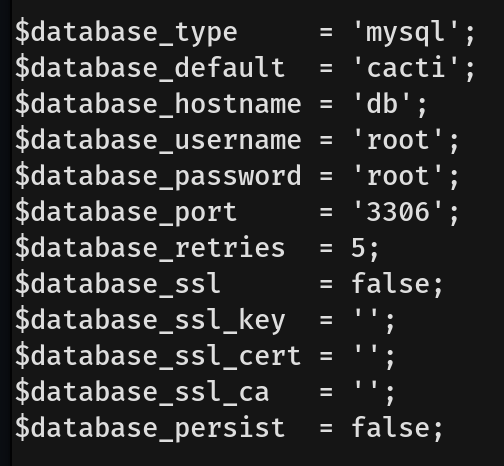 $database_type     = 'mysql';
$database_default  = 'cacti';
$database_hostname = 'db';
$database_username = 'root';
$database_password = 'root';
$database_port     = '3306';
$database_retries  = 5;
$database_ssl      = false;
$database_ssl_key  = '';
$database_ssl_cert = '';
$database_ssl_ca   = '';
$database_persist  = false;